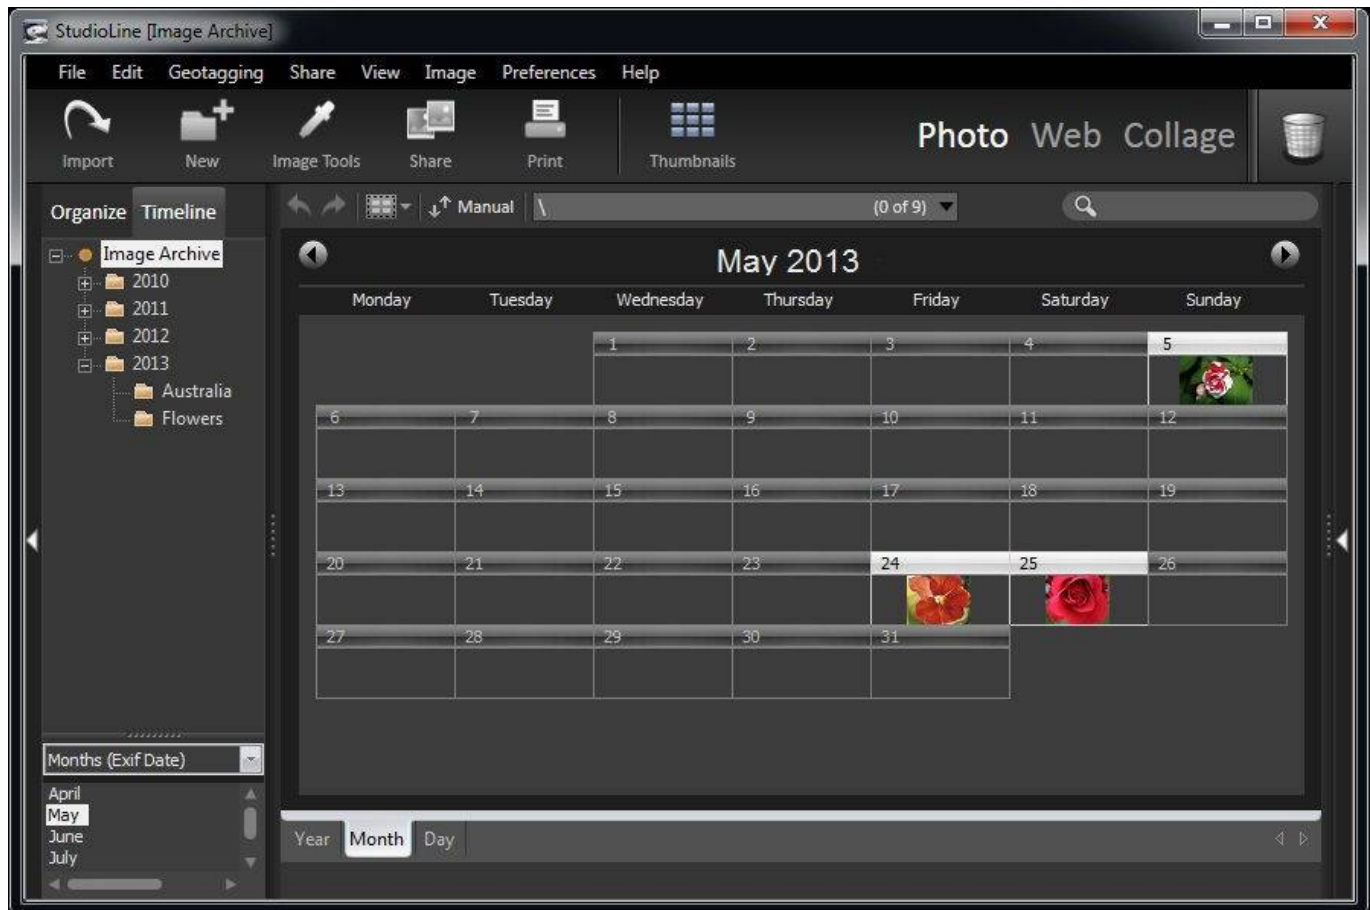 StudioLine [Image Archive]
File Edit Geotagging Share View Image Preferences Help
Import New Image Tools Share Print Thumbnails Photo Web Collage
Organize Timeline
Manual \ (0 of 9)
Image Archive
2010
2011
2012
2013
Australia
Flowers
May 2013
Monday Tuesday Wednesday Thursday Friday Saturday Sunday
1 2 3 4 5
6 7 8 9 10 11 12
13 14 15 16 17 18 19
20 21 22 23 24 25 26
27 28 29 30 31
Months (Exif Date)
April
May
June
July
Year Month Day